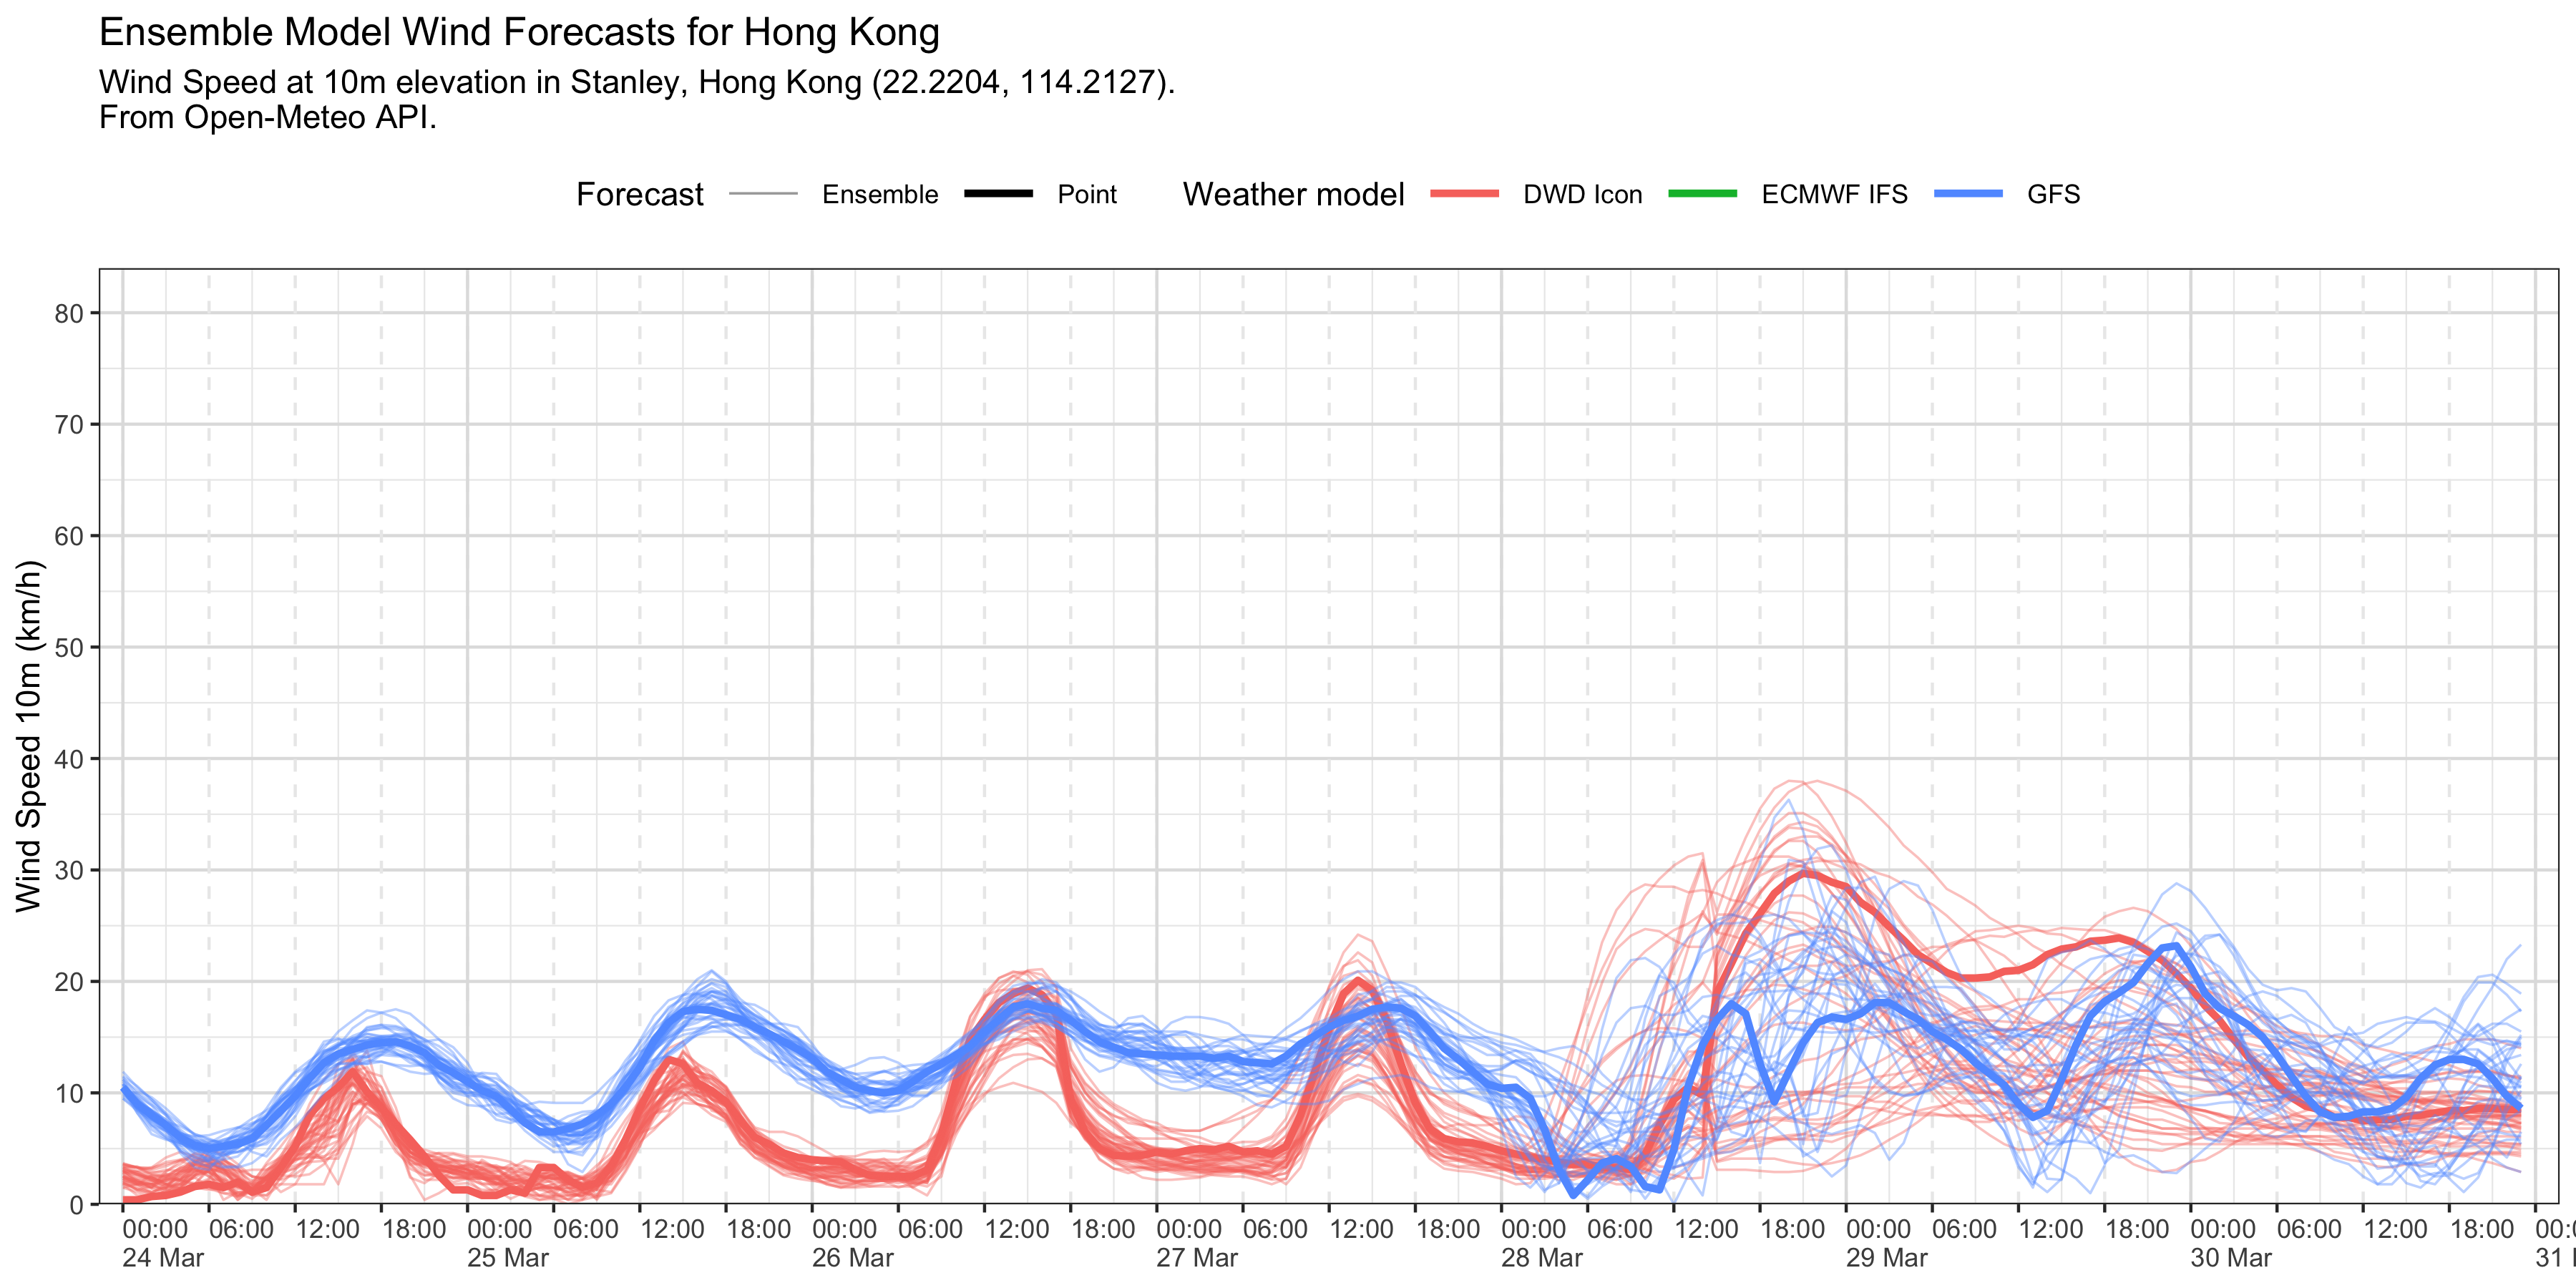 Ensemble Model Wind Forecasts for Hong Kong
Wind Speed at 10m elevation in Stanley, Hong Kong (22.2204, 114.2127).
From Open-Meteo API.
Forecast Ensemble Point Weather model DWD Icon ECMWF IFS GFS
Wind Speed 10m (km/h)
80
70
60
50
40
30
20
10
0
00:00 06:00 12:00 18:00 00:00 06:00 12:00 18:00 00:00 06:00 12:00 18:00 00:00 06:00 12:00 18:00 00:00 06:00 12:00 18:00 00:00 06:00 12:00 18:00 00:00 06:00 12:00 18:00
24 Mar 25 Mar 26 Mar 27 Mar 28 Mar 29 Mar 30 Mar 31